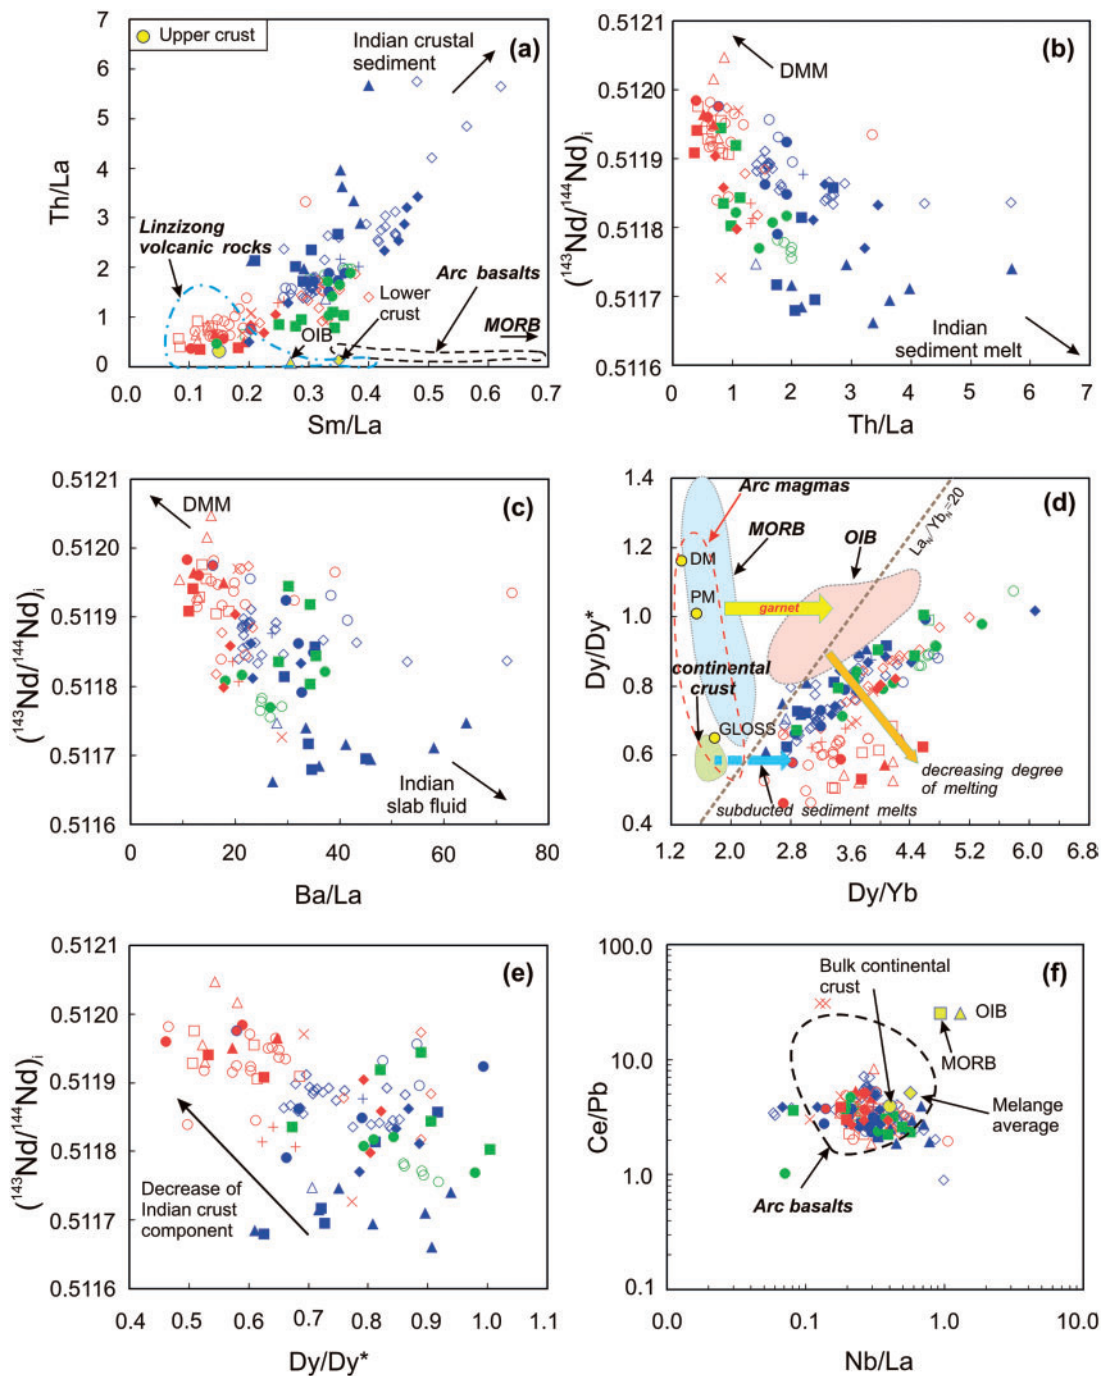 7
6
5
4
3
2
1
0
Th/La
Upper crust
(a)
Indian crustal
sediment
Linzizong
volcanic rocks
Arc basalts
Lower
crust
OIB
MORB
0.0 0.1 0.2 0.3 0.4 0.5 0.6 0.7
Sm/La
0.5121
0.5120
0.5119
0.5118
0.5117
0.5116
(¹⁴³Nd/¹⁴⁴Nd)i
(b)
DMM
Indian
sediment melt
0 1 2 3 4 5 6 7
Th/La
0.5121
0.5120
0.5119
0.5118
0.5117
0.5116
(¹⁴³Nd/¹⁴⁴Nd)i
(c)
DMM
Indian
slab fluid
0 20 40 60 80
Ba/La
1.4
1.2
1.0
0.8
0.6
0.4
Dy/Dy*
(d)
Arc magmas
MORB
OIB
LaN/YbN=20
DM
PM
garnet
continental
crust
GLOSS
subducted sediment melts
decreasing degree
of melting
1.2 2.0 2.8 3.6 4.4 5.2 6.0 6.8
Dy/Yb
0.5121
0.5120
0.5119
0.5118
0.5117
0.5116
(¹⁴³Nd/¹⁴⁴Nd)i
(e)
Decrease of
Indian crust
component
0.4 0.5 0.6 0.7 0.8 0.9 1.0 1.1
Dy/Dy*
100.0
10.0
1.0
0.1
Ce/Pb
(f)
Bulk continental
crust
OIB
MORB
Melange
average
Arc basalts
0.0 0.1 1.0 10.0
Nb/La